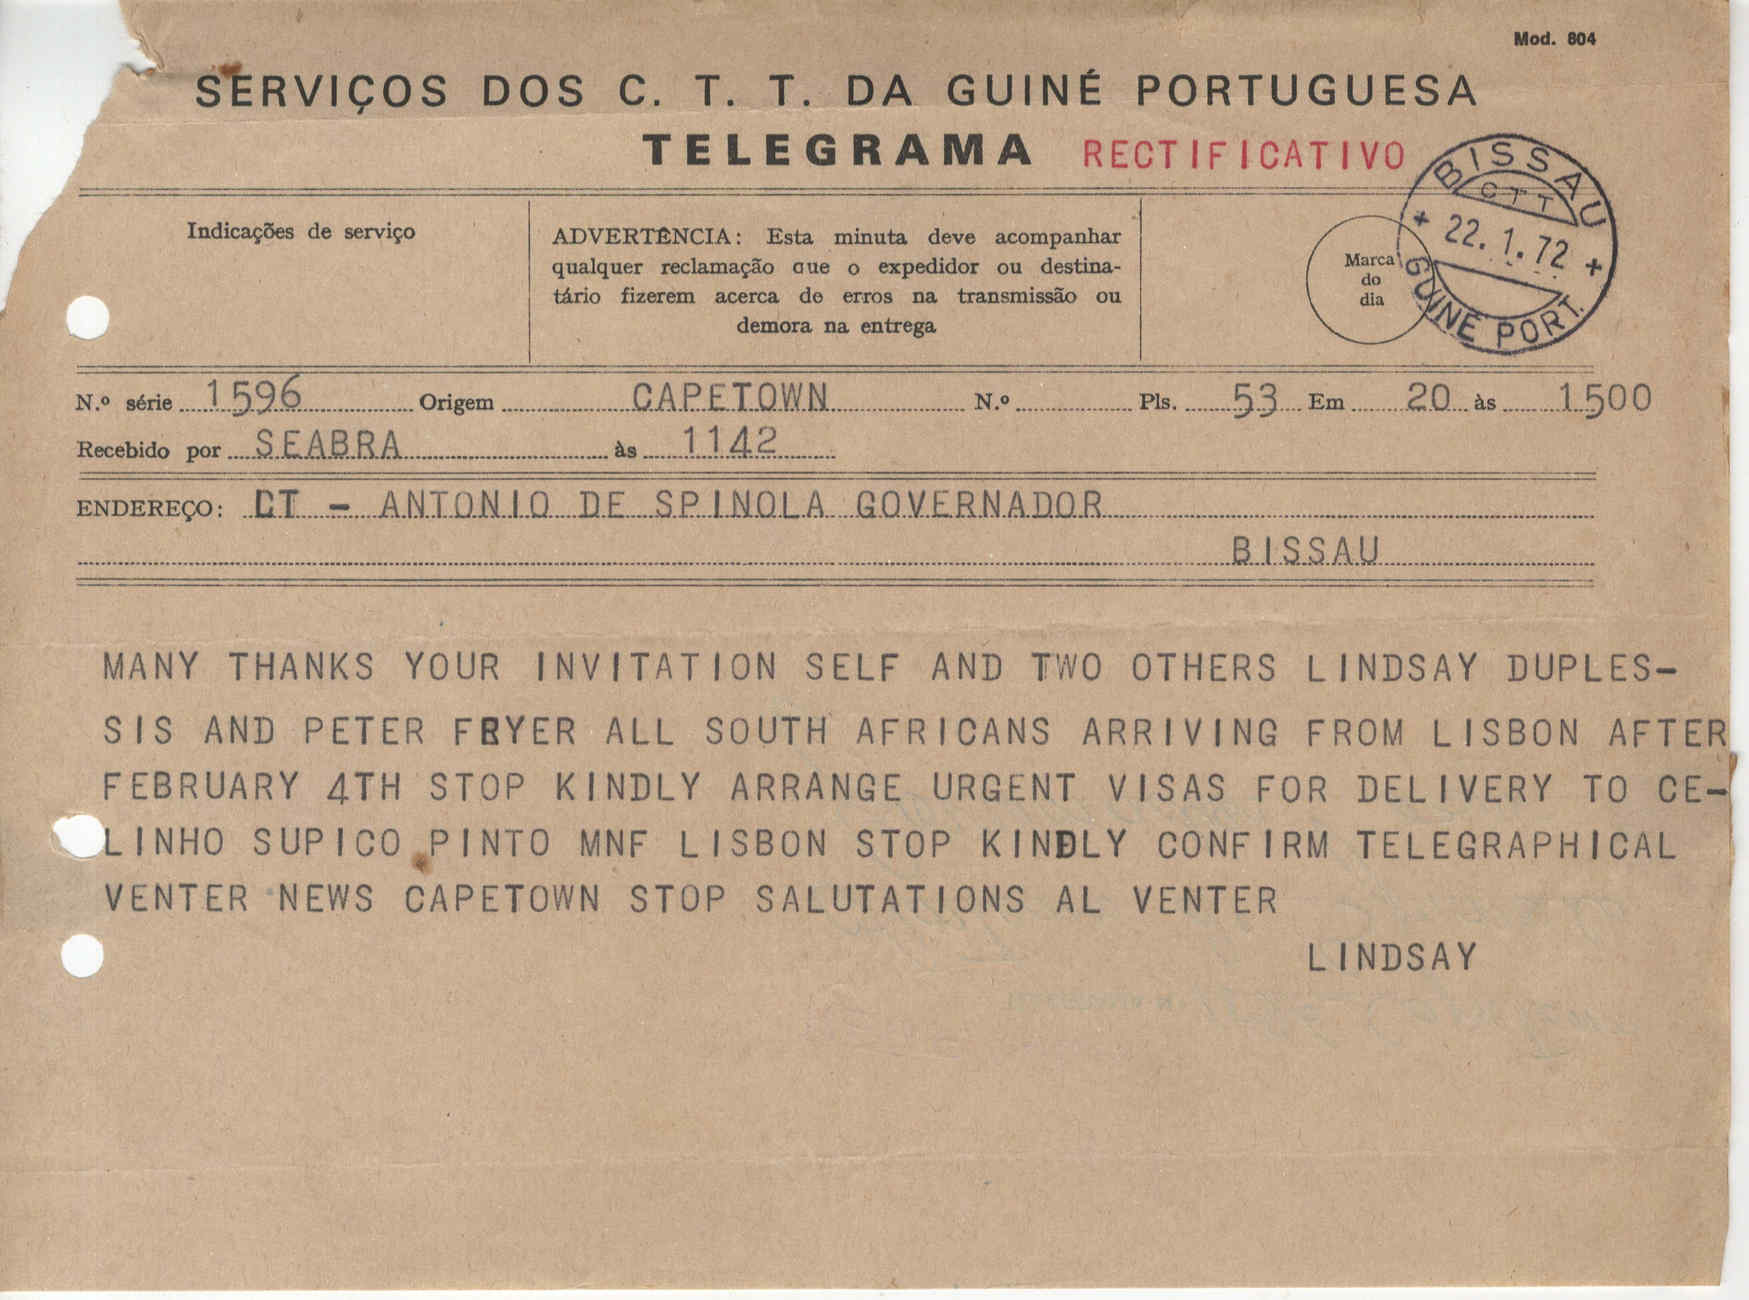 Mod. 804
SERVIÇOS DOS C. T. T. DA GUINÉ PORTUGUESA
TELEGRAMA RECTIFICATIVO
BISSAU
CTT
22. 1. 72
GUINÉ PORT.
Indicações de serviço
ADVERTÊNCIA: Esta minuta deve acompanhar
qualquer reclamação que o expedidor ou destina-
tário fizerem acerca de erros na transmissão ou
demora na entrega
Marca
do
dia
N.º série 1596 Origem CAPETOWN N.º Pls. 53 Em 20 às 1500
Recebido por SEABRA às 1142
ENDEREÇO: CT - ANTONIO DE SPINOLA GOVERNADOR
BISSAU
MANY THANKS YOUR INVITATION SELF AND TWO OTHERS LINDSAY DUPLES-
SIS AND PETER FRYER ALL SOUTH AFRICANS ARRIVING FROM LISBON AFTER
FEBRUARY 4TH STOP KINDLY ARRANGE URGENT VISAS FOR DELIVERY TO CE-
LINHO SUPICO PINTO MNF LISBON STOP KINDLY CONFIRM TELEGRAPHICAL
VENTER NEWS CAPETOWN STOP SALUTATIONS AL VENTER
LINDSAY